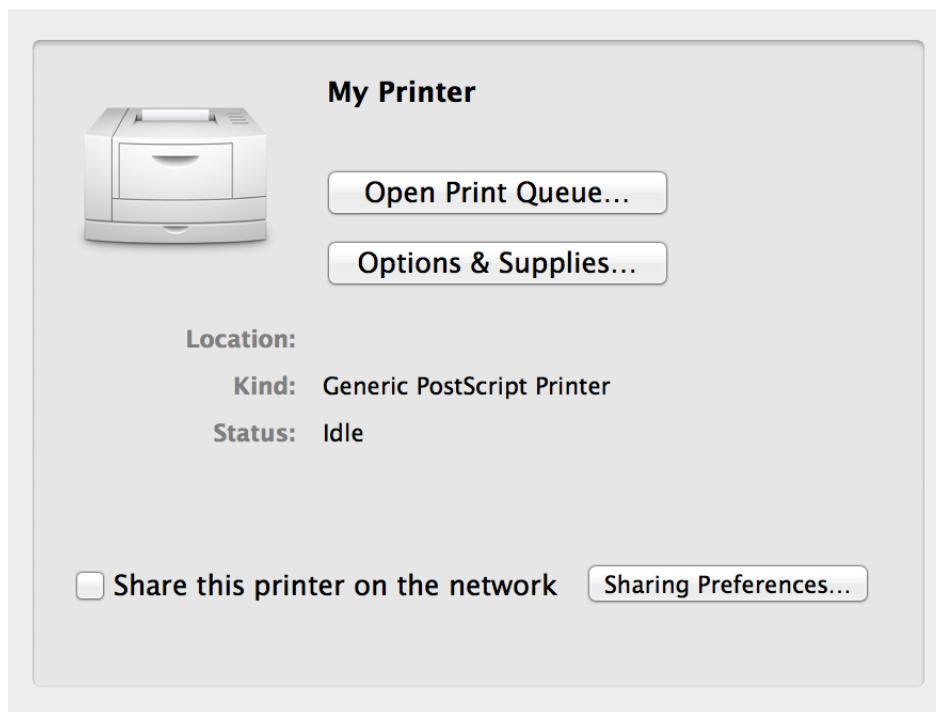 My Printer
Open Print Queue...
Options & Supplies...
Location:
Kind: Generic PostScript Printer
Status: Idle
Share this printer on the network Sharing Preferences...